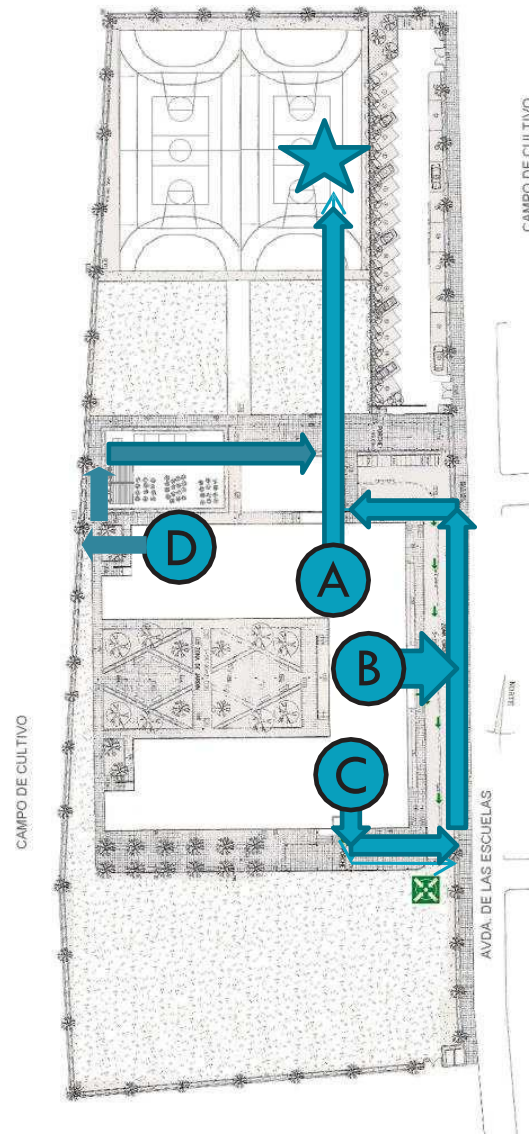 CAMPO DE CULTIVO
D
A
B
NORTE
C
CAMPO DE CULTIVO
AVDA. DE LAS ESCUELAS